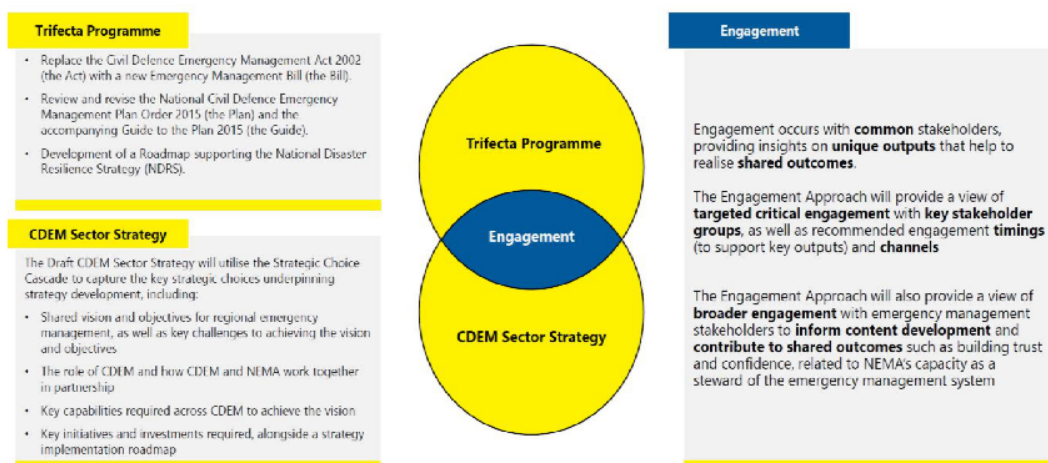 Trifecta Programme
• Replace the Civil Defence Emergency Management Act 2002
(the Act) with a new Emergency Management Bill (the Bill).
• Review and revise the National Civil Defence Emergency
Management Plan Order 2015 (the Plan) and the
accompanying Guide to the Plan 2015 (the Guide).
• Development of a Roadmap supporting the National Disaster
Resilience Strategy (NDRS).
CDEM Sector Strategy
The Draft CDEM Sector Strategy will utilise the Strategic Choice
Cascade to capture the key strategic choices underpinning
strategy development, including:
• Shared vision and objectives for regional emergency
management, as well as key challenges to achieving the vision
and objectives
• The role of CDEM and how CDEM and NEMA work together
in partnership
• Key capabilities required across CDEM to achieve the vision
• Key initiatives and investments required, alongside a strategy
implementation roadmap
Trifecta Programme
Engagement
CDEM Sector Strategy
Engagement
Engagement occurs with common stakeholders,
providing insights on unique outputs that help to
realise shared outcomes.
The Engagement Approach will provide a view of
targeted critical engagement with key stakeholder
groups, as well as recommended engagement timings
(to support key outputs) and channels
The Engagement Approach will also provide a view of
broader engagement with emergency management
stakeholders to inform content development and
contribute to shared outcomes such as building trust
and confidence, related to NEMA's capacity as a
steward of the emergency management system